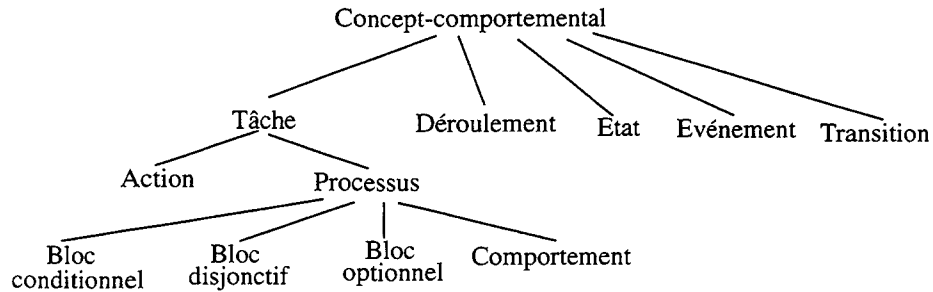 Concept-comportemental
Tâche
Déroulement
Etat
Evénement
Transition
Action
Processus
Bloc
conditionnel
Bloc
disjonctif
Bloc
optionnel
Comportement